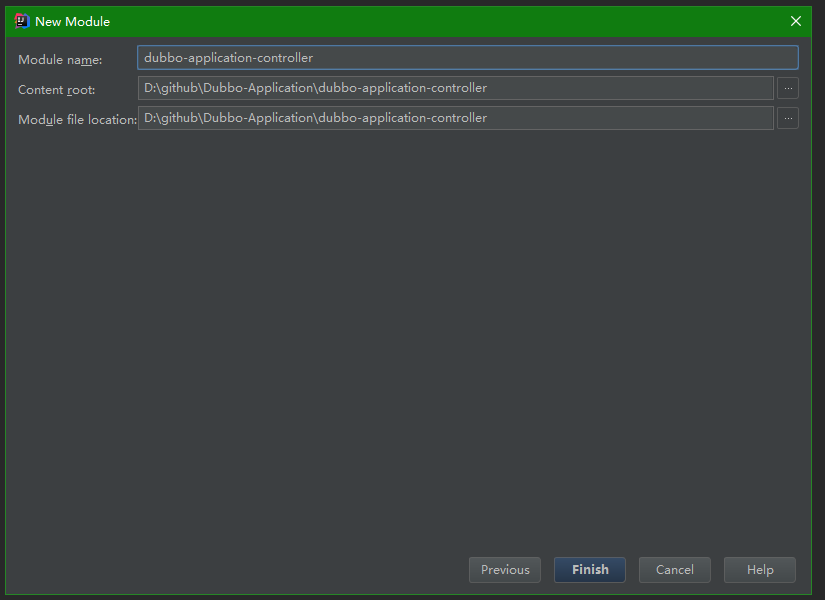 New Module
Module name: dubbo-application-controller
Content root: D:\github\Dubbo-Application\dubbo-application-controller ...
Module file location: D:\github\Dubbo-Application\dubbo-application-controller ...
Previous Finish Cancel Help